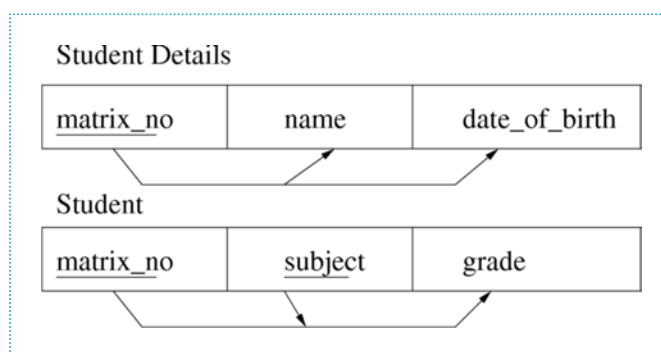 Student Details
matrix_no name date_of_birth
Student
matrix_no subject grade